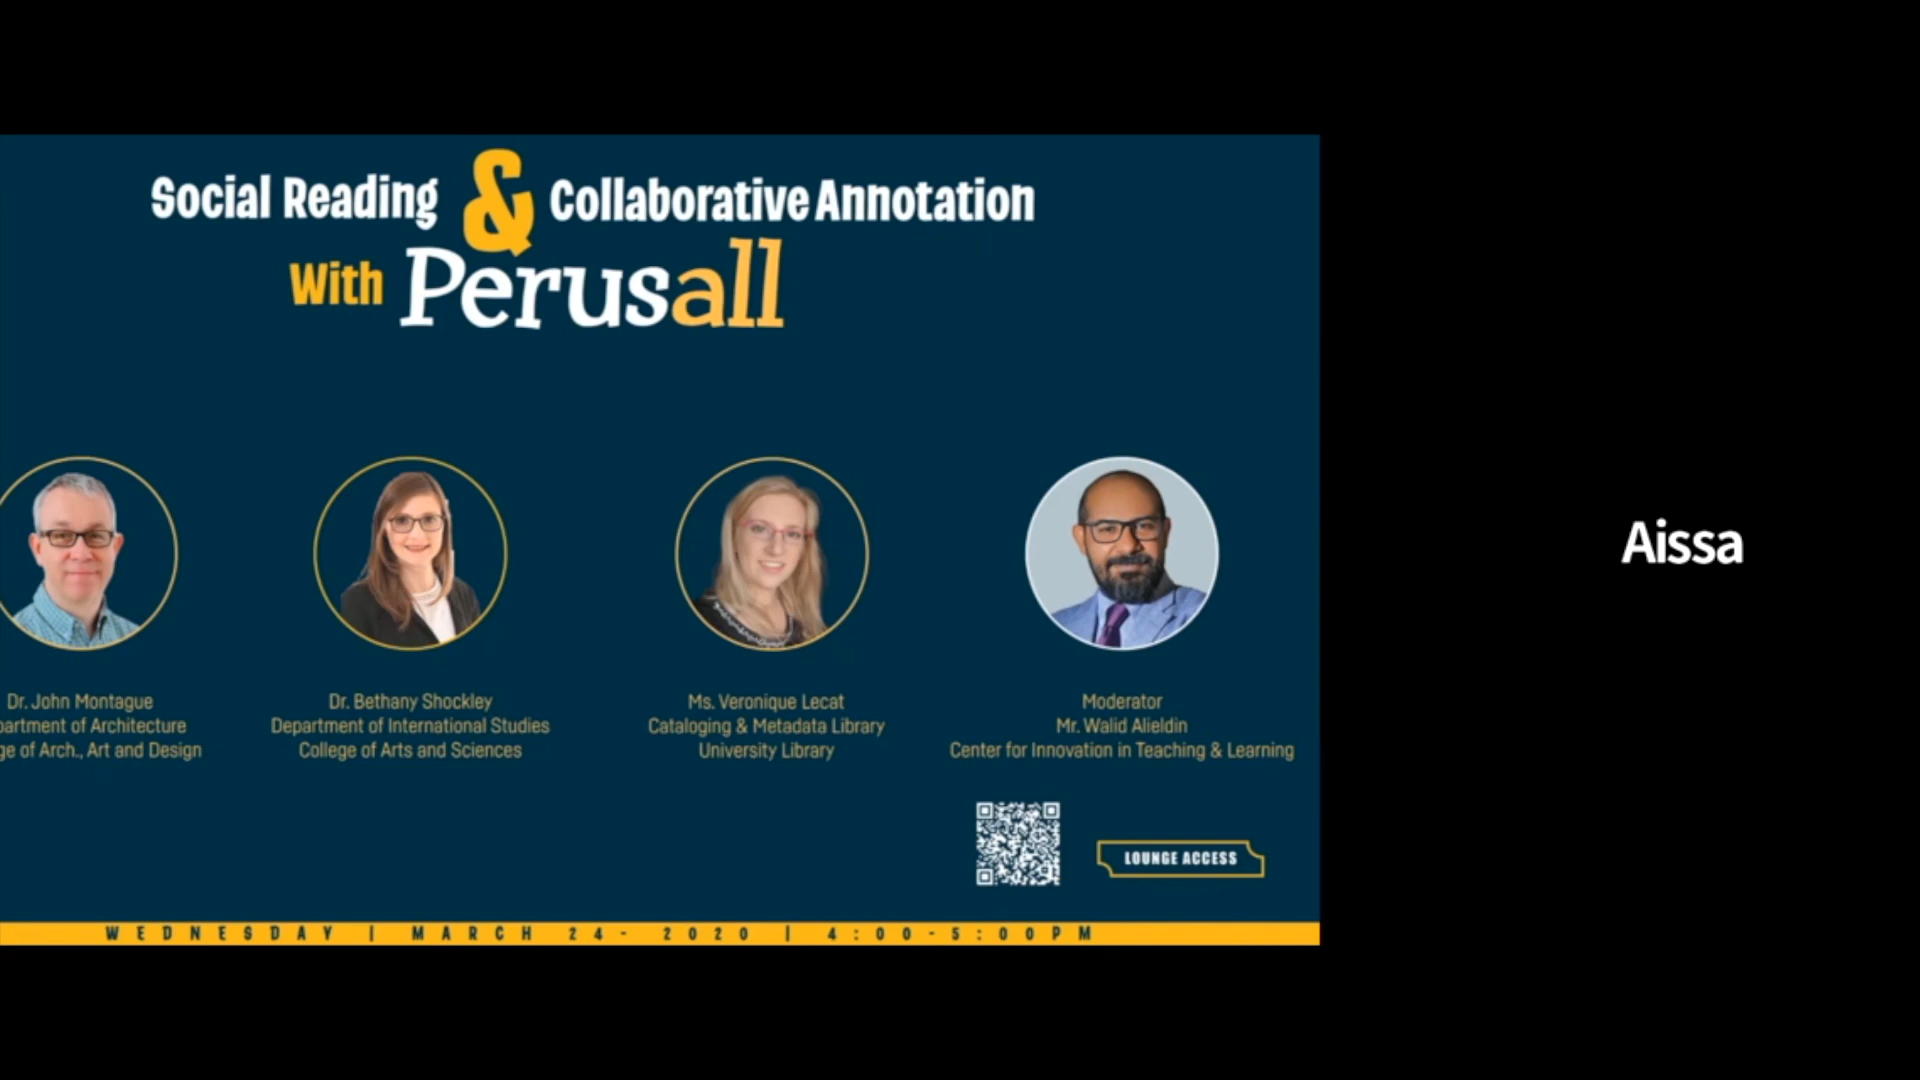 Social Reading & Collaborative Annotation
With Perusall
Dr. John Montague
partment of Architecture
ge of Arch., Art and Design
Dr. Bethany Shockley
Department of International Studies
College of Arts and Sciences
Ms. Veronique Lecat
Cataloging & Metadata Library
University Library
Moderator
Mr. Walid Alieldin
Center for Innovation in Teaching & Learning
LOUNGE ACCESS
WEDNESDAY | MARCH 24- 2020 | 4:00-5:00PM
Aissa